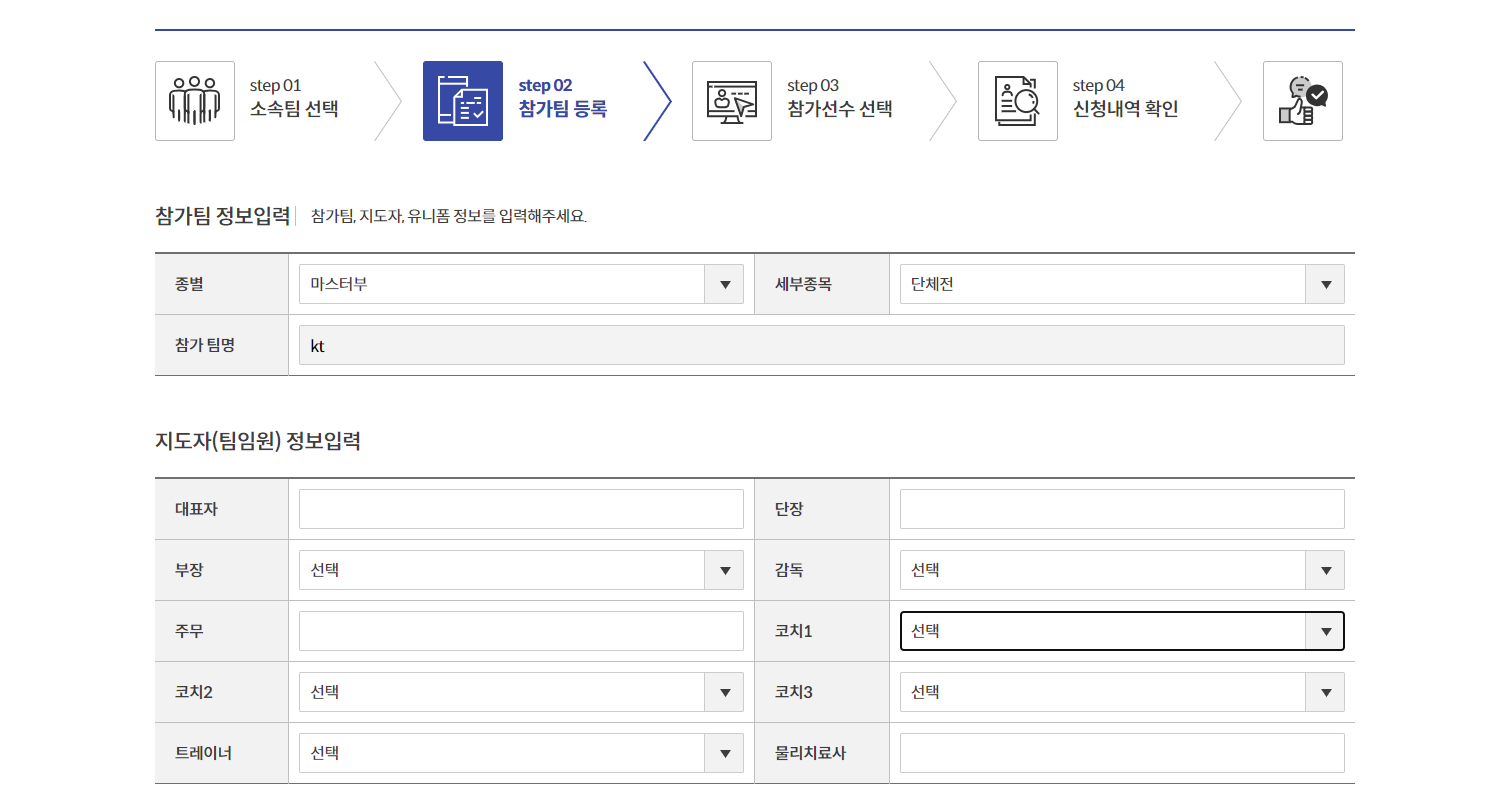 step 01
소속팀 선택
step 02
참가팀 등록
step 03
참가선수 선택
step 04
신청내역 확인
참가팀 정보입력 참가팀, 지도자, 유니폼 정보를 입력해주세요.
종별 마스터부 세부종목 단체전
참가 팀명 kt
지도자(팀임원) 정보입력
대표자 단장
부장 선택 감독 선택
주무 코치1 선택
코치2 선택 코치3 선택
트레이너 선택 물리치료사